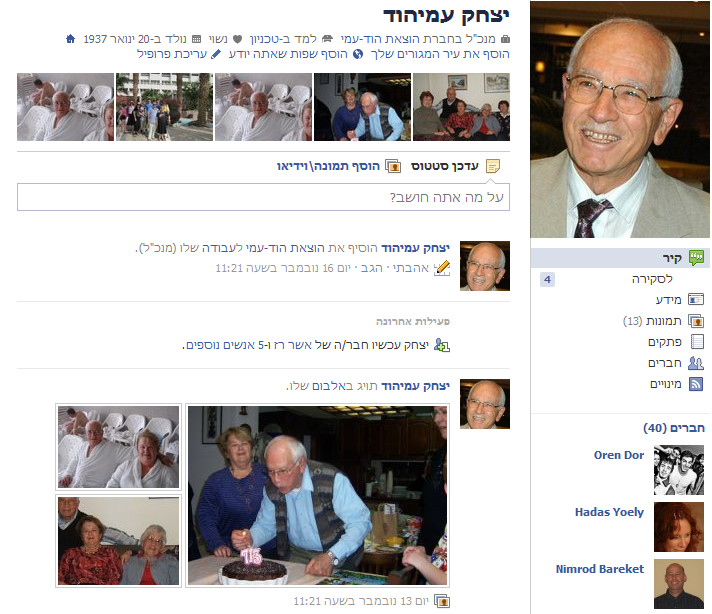 יצחק עמיהוד
מנכ"ל בחברת הוצאת הוד-עמי למד ב-טכניון נשוי נולד ב-20 ינואר 1937
הוסף את עיר המגורים שלך הוסף שפות שאתה יודע עריכת פרופיל
עדכן סטטוס הוסף תמונה\וידיאו
על מה אתה חושב?
יצחק עמיהוד הוסיף את הוצאת הוד-עמי לעבודה שלו (מנכ"ל).
אהבתי · הגב · יום 16 נובמבר בשעה 11:21
פעילות אחרונה
יצחק עכשיו חבר/ה של אשר רז ו-5 אנשים נוספים.
יצחק עמיהוד תויג באלבום שלו.
73
יום 13 נובמבר בשעה 11:21
קיר
לסקירה 4
מידע
תמונות (13)
פתקים
חברים
מינויים
חברים (40)
Oren Dor
Hadas Yoely
Nimrod Bareket